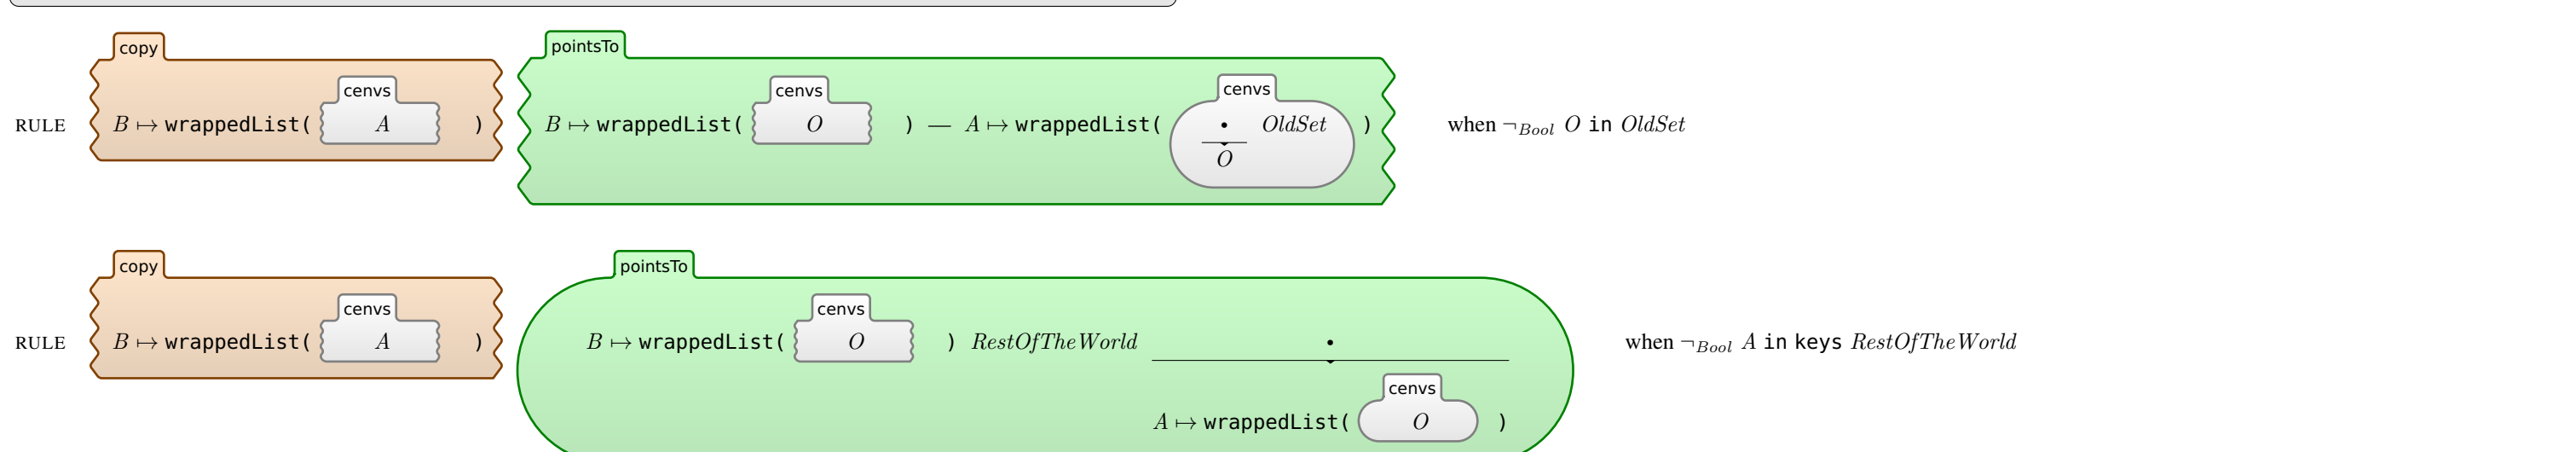 copy pointsTo
cenvs cenvs cenvs
RULE B ↦ wrappedList( A ) B ↦ wrappedList( O ) — A ↦ wrappedList( • OldSet ) when ¬Bool O in OldSet
O
copy pointsTo
cenvs cenvs
RULE B ↦ wrappedList( A ) B ↦ wrappedList( O ) RestOfTheWorld • when ¬Bool A in keys RestOfTheWorld
cenvs
A ↦ wrappedList( O )